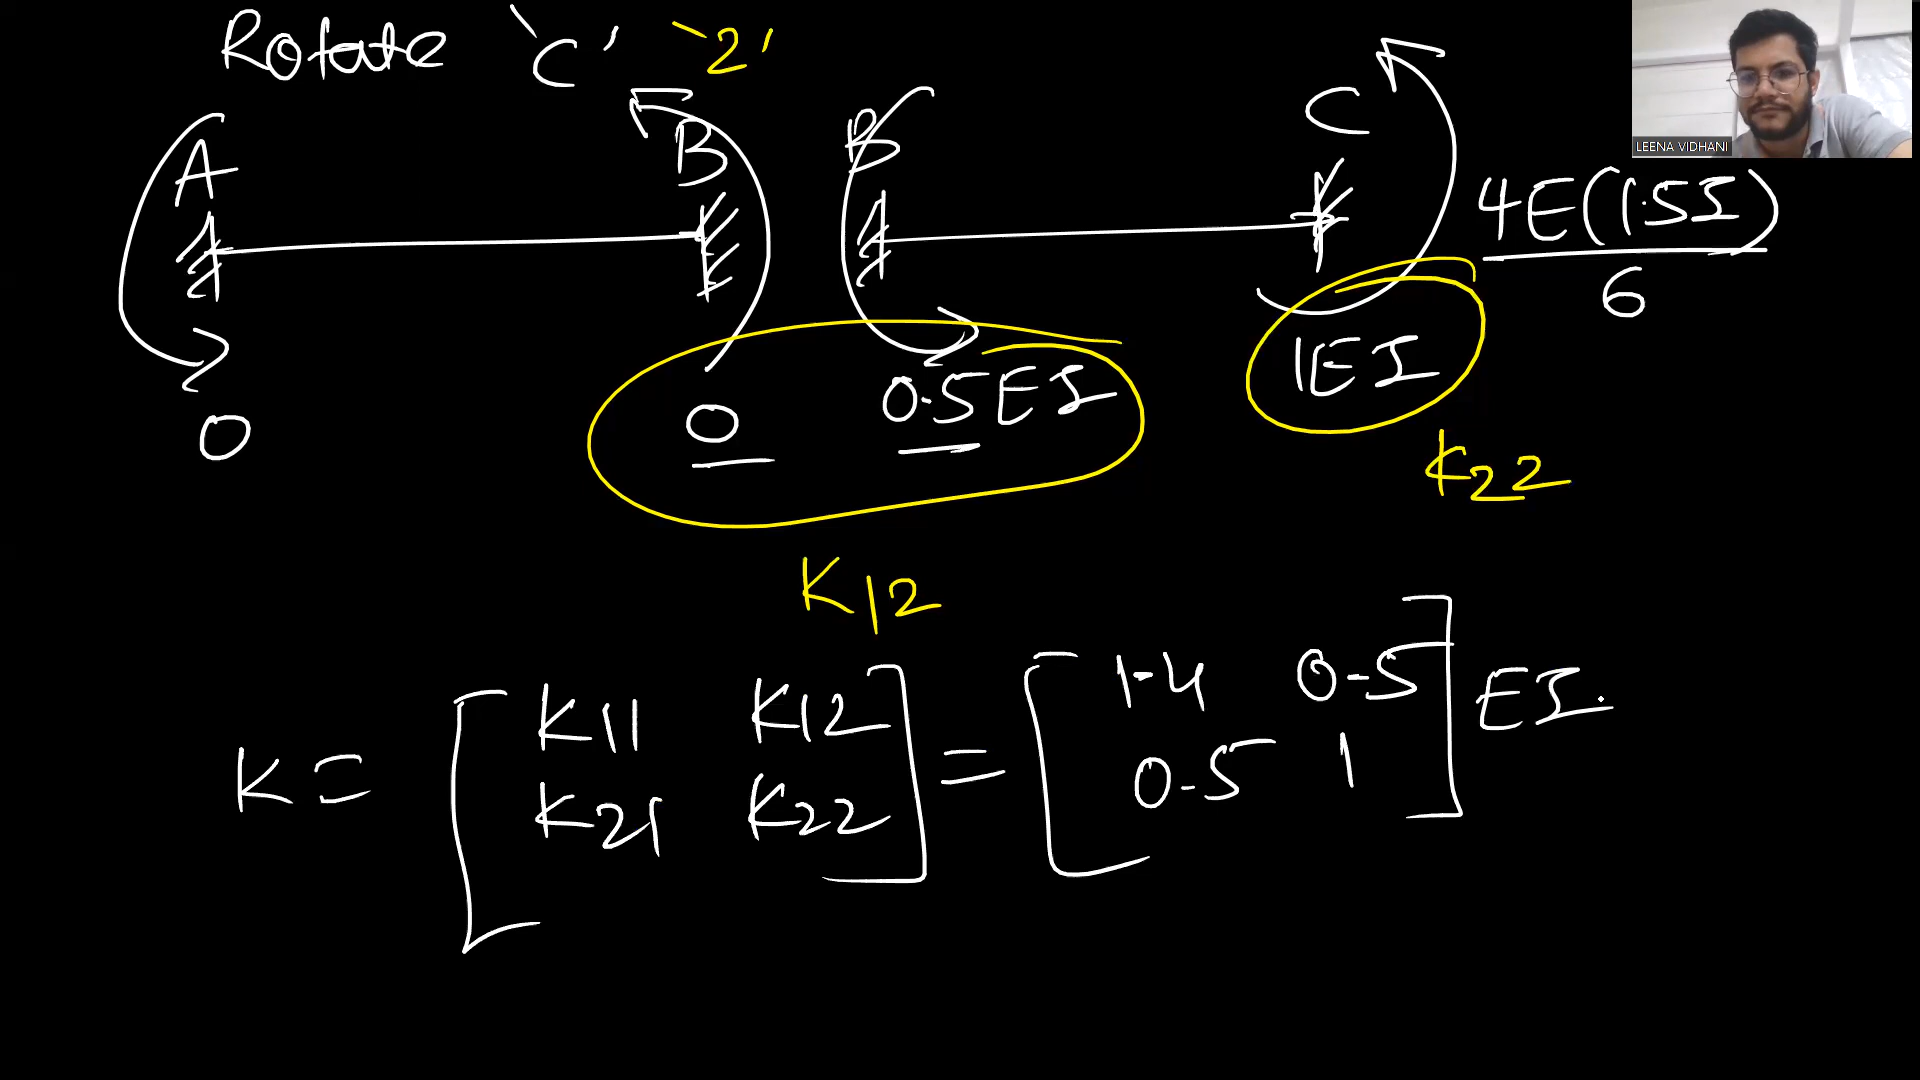 Rotate 'C' '2'
A B B C
LEENA VIDHANI
4E(1.5I)
6
0 0 0.5EI 1EI
K22
K12
K = [ K11 K12 = [ 1.4 0.5 ] EI.
K21 K22 ] 0.5 1